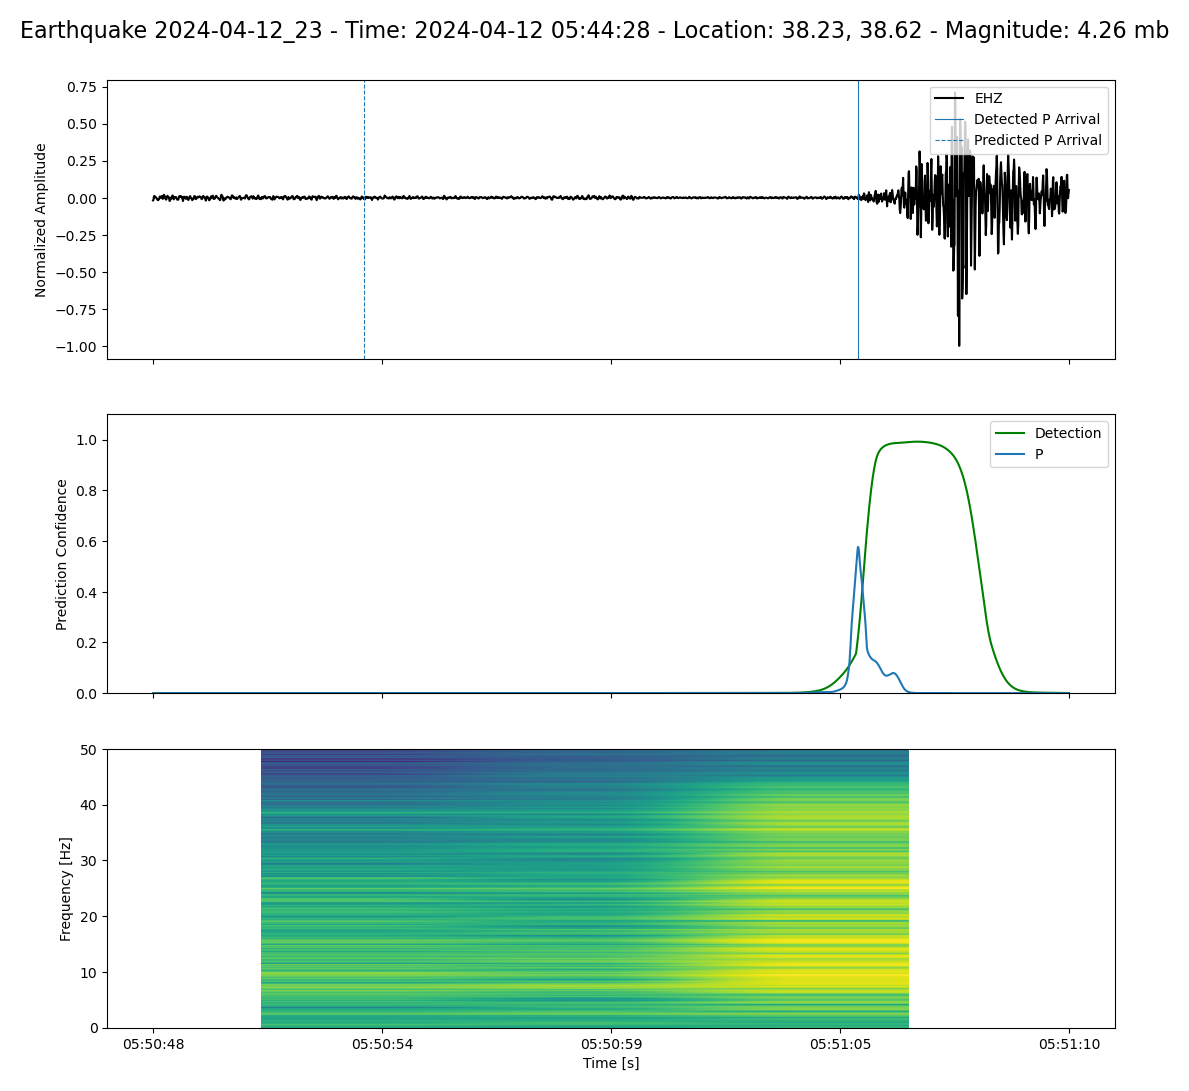 Earthquake 2024-04-12_23 - Time: 2024-04-12 05:44:28 - Location: 38.23, 38.62 - Magnitude: 4.26 mb
Normalized Amplitude
0.75
0.50
0.25
0.00
−0.25
−0.50
−0.75
−1.00
EHZ
Detected P Arrival
Predicted P Arrival
Prediction Confidence
1.0
0.8
0.6
0.4
0.2
0.0
Detection
P
Frequency [Hz]
50
40
30
20
10
0
05:50:48 05:50:54 05:50:59 05:51:05 05:51:10
Time [s]